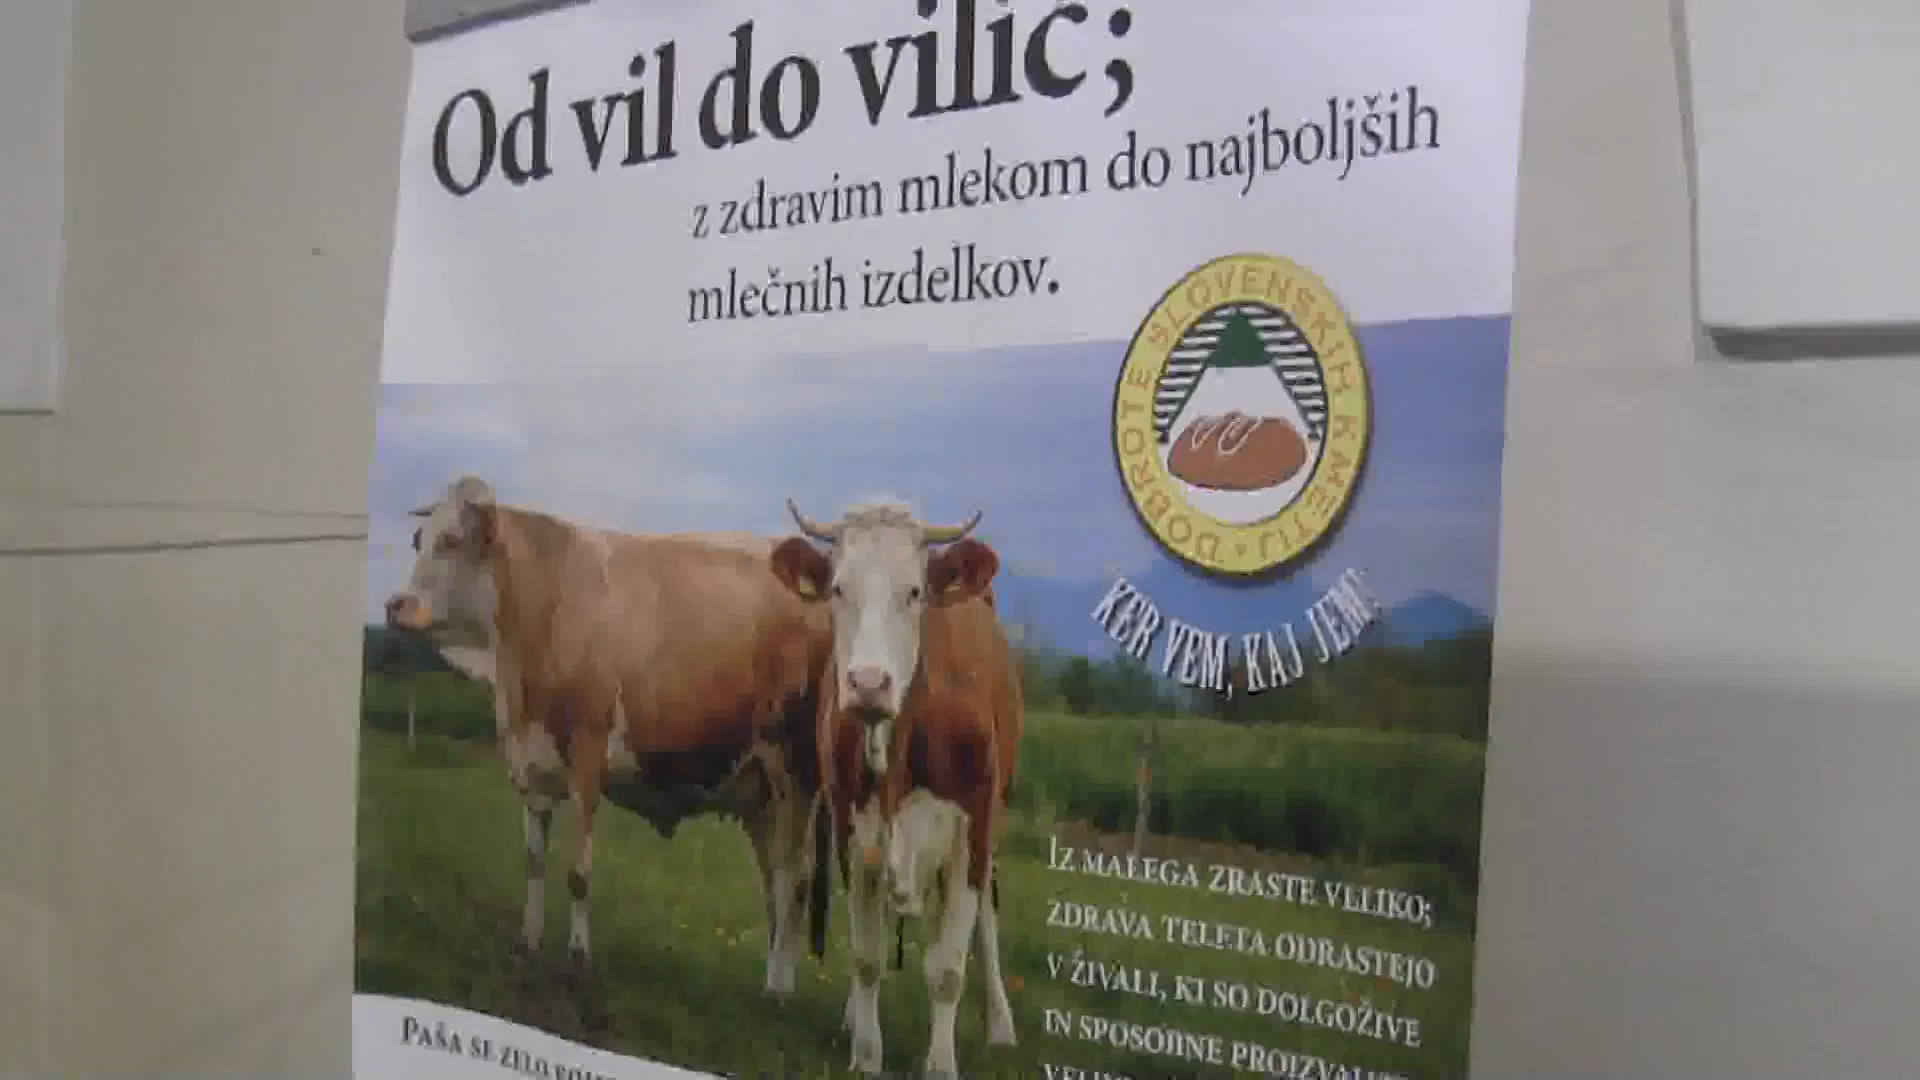 Od vil do vilic;
z zdravim mlekom do najboljših
mlečnih izdelkov.
DOBROTE SLOVENSKIH KMETIJ
KER VEM, KAJ JEM!
IZ MALEGA ZRASTE VELIKO;
ZDRAVA TELETA ODRASTEJO
V ŽIVALI, KI SO DOLGOŽIVE
IN SPOSOBNE
PAŠA SE ZELO